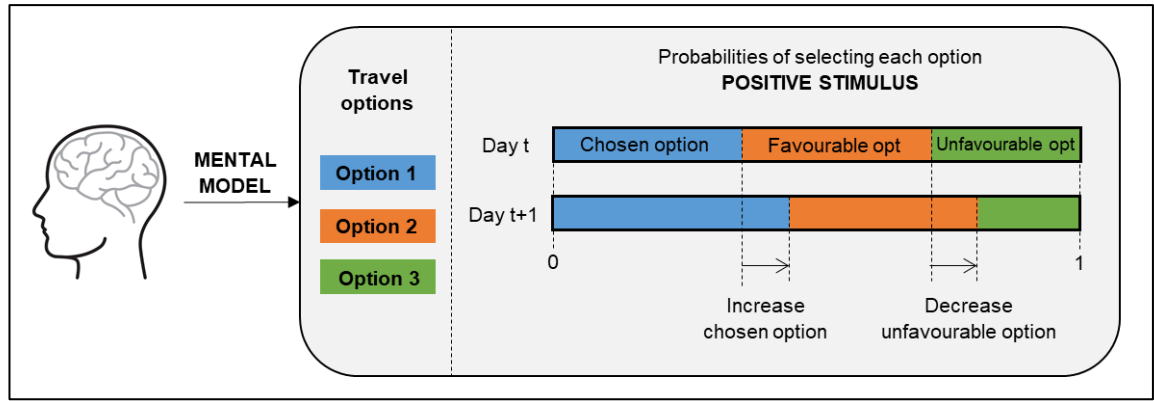 MENTAL
MODEL
Travel
options
Option 1
Option 2
Option 3
Probabilities of selecting each option
POSITIVE STIMULUS
Day t
Chosen option
Favourable opt
Unfavourable opt
Day t+1
0
1
Increase
chosen option
Decrease
unfavourable option